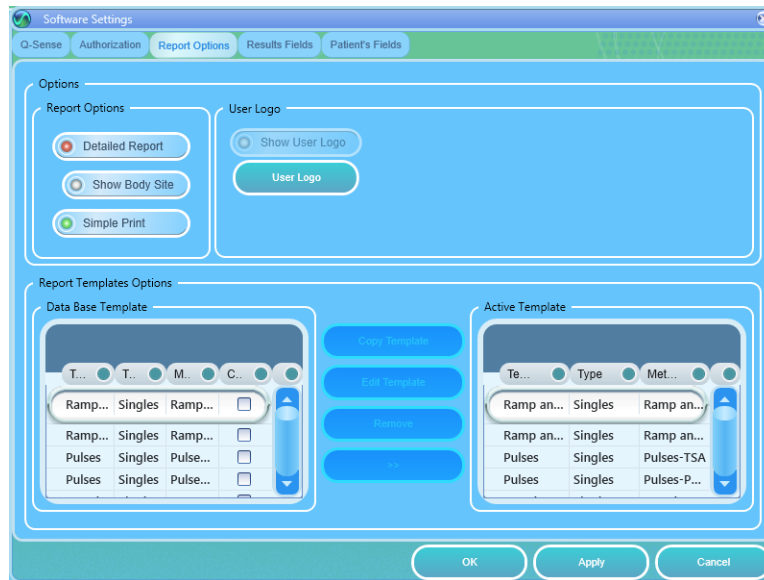 Software Settings
Q-Sense Authorization Report Options Results Fields Patient's Fields
Options
Report Options
Detailed Report
Show Body Site
Simple Print
User Logo
Show User Logo
User Logo
Report Templates Options
Data Base Template
T... T... M... C...
Ramp... Singles Ramp...
Ramp... Singles Ramp...
Pulses Singles Pulse...
Pulses Singles Pulse...
Copy Template
Edit Template
Remove
>>
Active Template
Te... Type Met...
Ramp an... Singles Ramp an...
Ramp an... Singles Ramp an...
Pulses Singles Pulses-TSA
Pulses Singles Pulses-P...
OK Apply Cancel